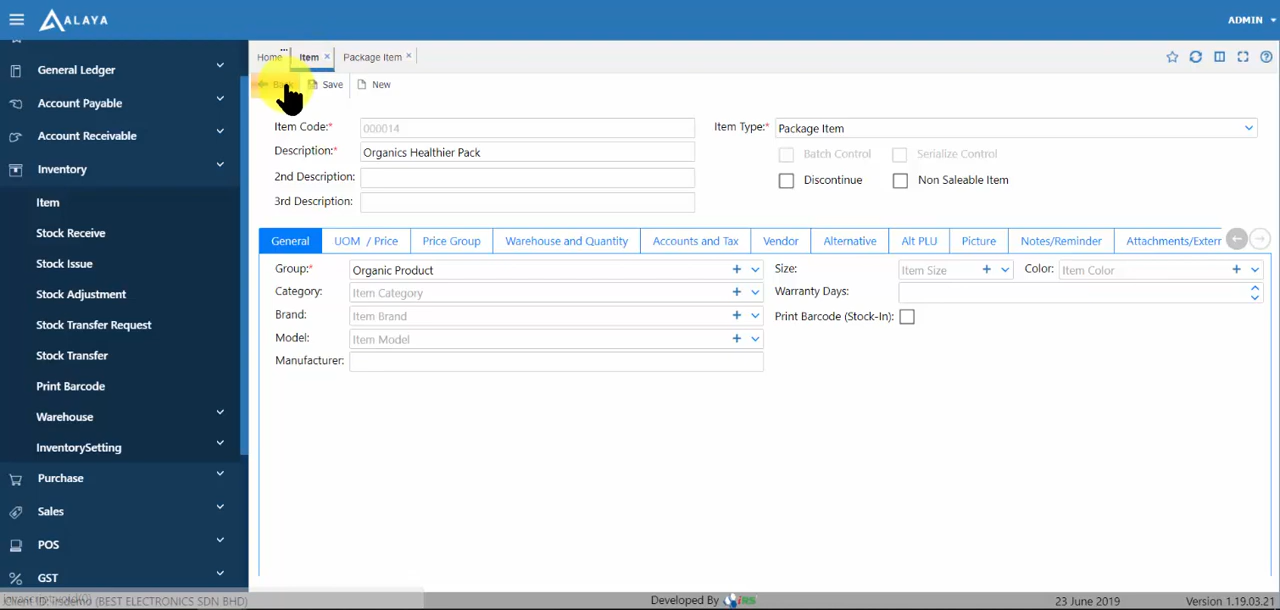 ALAYA
ADMIN
General Ledger
Account Payable
Account Receivable
Inventory
Item
Stock Receive
Stock Issue
Stock Adjustment
Stock Transfer Request
Stock Transfer
Print Barcode
Warehouse
InventorySetting
Purchase
Sales
POS
GST
Home Item Package Item
Back Save New
Item Code:* 000014
Description:* Organics Healthier Pack
2nd Description:
3rd Description:
Item Type:* Package Item
Batch Control Serialize Control
Discontinue Non Saleable Item
General UOM / Price Price Group Warehouse and Quantity Accounts and Tax Vendor Alternative Alt PLU Picture Notes/Reminder Attachments/Extern
Group:* Organic Product
Category: Item Category
Brand: Item Brand
Model: Item Model
Manufacturer:
Size: Item Size Color: Item Color
Warranty Days:
Print Barcode (Stock-In):
Client ID: irsdemo (BEST ELECTRONICS SDN BHD)
Developed By iRS
23 June 2019
Version 1.19.03.21